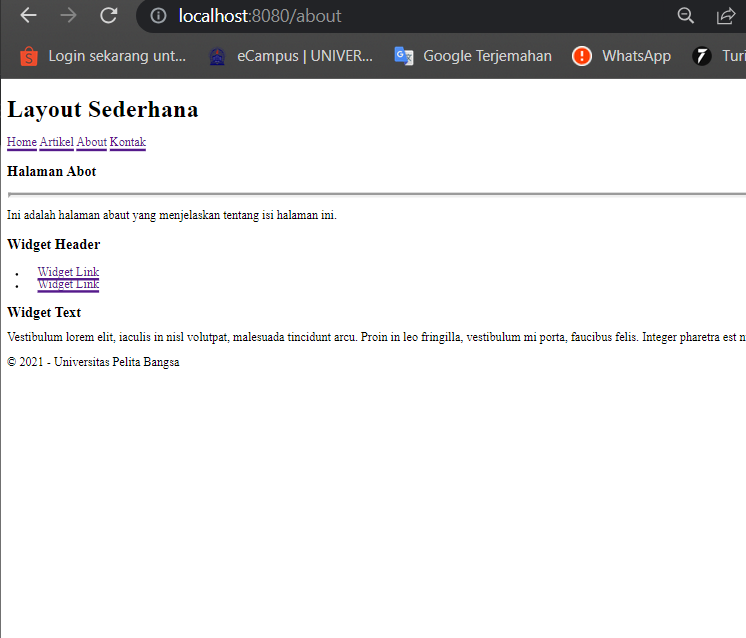 localhost:8080/about
Login sekarang unt... eCampus | UNIVER... Google Terjemahan WhatsApp Turi
Layout Sederhana
Home Artikel About Kontak
Halaman Abot
Ini adalah halaman abaut yang menjelaskan tentang isi halaman ini.
Widget Header
Widget Link
Widget Link
Widget Text
Vestibulum lorem elit, iaculis in nisl volutpat, malesuada tincidunt arcu. Proin in leo fringilla, vestibulum mi porta, faucibus felis. Integer pharetra est n
© 2021 - Universitas Pelita Bangsa